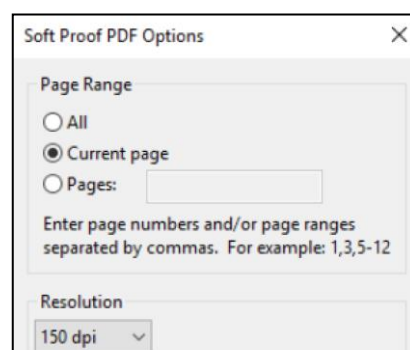 Soft Proof PDF Options
Page Range
All
Current page
Pages:
Enter page numbers and/or page ranges
separated by commas. For example: 1,3,5-12
Resolution
150 dpi